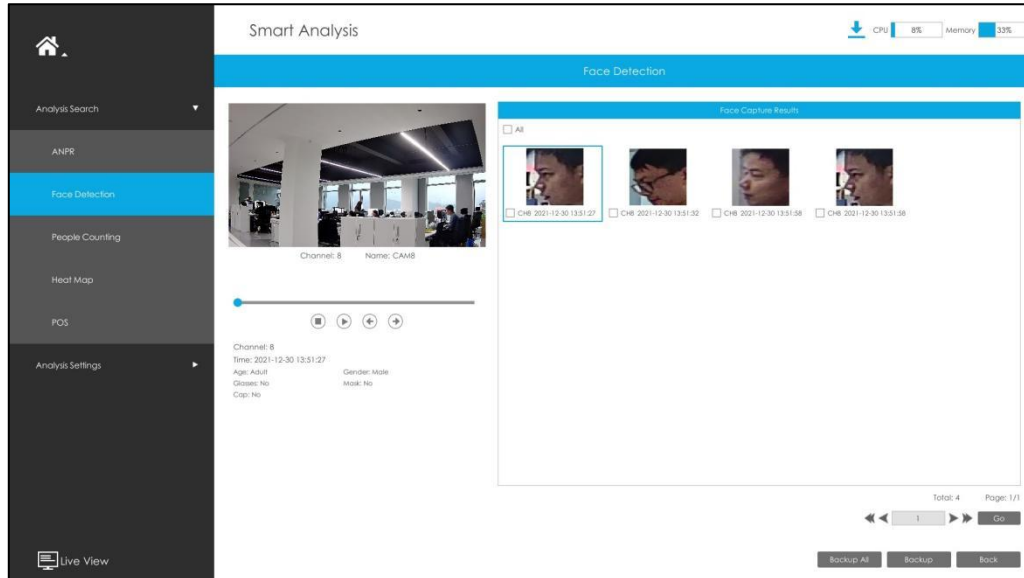 Smart Analysis
CPU 8% Memory 33%
Face Detection
Analysis Search
ANPR
Face Detection
People Counting
Heat Map
POS
Analysis Settings
Live View
Channel: 8 Name: CAM8
Channel: 8
Time: 2021-12-30 13:51:27
Age: Adult Gender: Male
Glasses: No Mask: No
Cap: No
Face Capture Results
All
CH8 2021-12-30 13:51:27 CH8 2021-12-30 13:51:32 CH8 2021-12-30 13:51:58 CH8 2021-12-30 13:51:58
Total: 4 Page: 1/1
1 Go
Backup All Backup Back